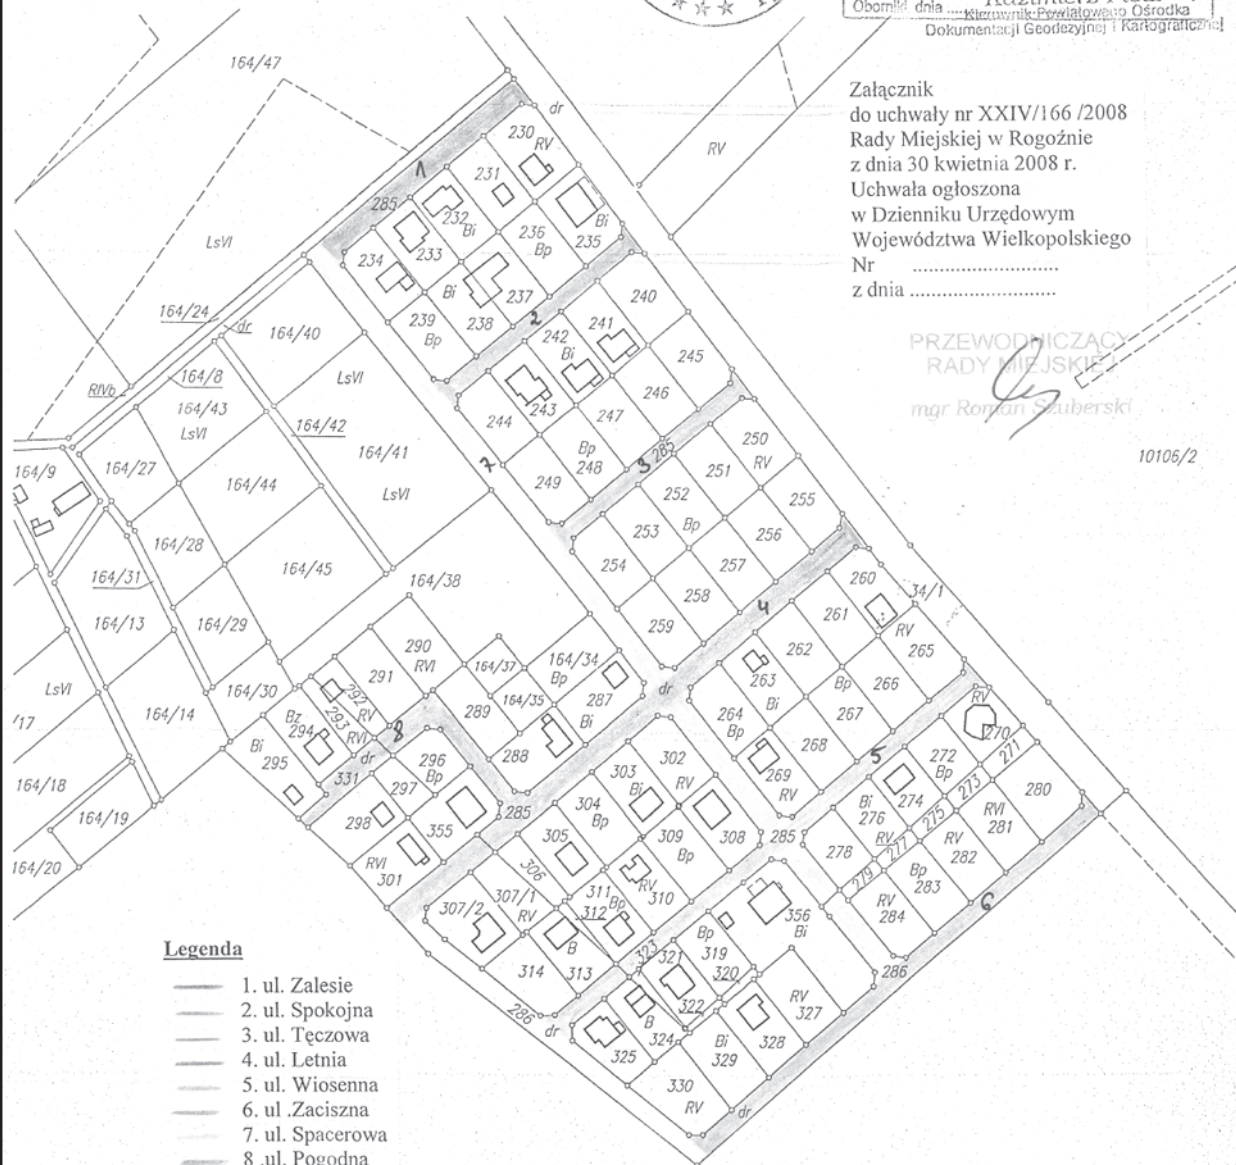 Oborniki dnia
Kierownik Powiatowego Ośrodka
Dokumentacji Geodezyjnej i Kartograficznej
Załącznik
do uchwały nr XXIV/166 /2008
Rady Miejskiej w Rogoźnie
z dnia 30 kwietnia 2008 r.
Uchwała ogłoszona
w Dzienniku Urzędowym
Województwa Wielkopolskiego
Nr ..............................
z dnia ..............................
PRZEWODNICZĄCY
RADY MIEJSKIEJ
mgr Roman Szuberski
10106/2
164/47
dr
230
RV
RV
1
231
285
232
Bi
236
Bp
235
Bi
LsVI
234
233
Bi
237
240
164/24
dr
164/40
239
Bp
238
2
242
Bi
241
245
RIVb
164/8
LsVI
164/43
LsVI
164/42
244
243
247
246
164/41
7
Bp
248
3
285
250
RV
164/9
164/27
164/44
LsVI
249
251
255
252
253
Bp
256
164/28
164/45
254
257
164/31
164/38
258
4
260
34/1
164/13
164/29
259
261
RV
265
290
RVI
262
LsVI
164/30
291
164/37
164/34
Bp
263
Bi
Bp
266
292
RV
dr
RV
/17
164/14
Bz
294
293
RVI
8
289
164/35
287
Bi
264
Bp
267
270
Bi
295
dr
296
Bp
288
302
RV
268
5
272
Bp
271
164/18
331
297
303
Bi
269
RV
273
280
304
Bp
Bi
276
274
275
RVI
281
164/19
298
355
285
308
285
RV
277
RV
282
164/20
RVI
301
305
309
Bp
278
279
Bp
283
306
RV
310
RV
284
6
307/2
307/1
RV
311
Bp
312
356
Bi
B
Bp
319
286
314
313
323
321
320
RV
327
286
dr
322
B
324
Bi
329
328
325
330
RV
dr
Legenda
1. ul. Zalesie
2. ul. Spokojna
3. ul. Tęczowa
4. ul. Letnia
5. ul. Wiosenna
6. ul .Zaciszna
7. ul. Spacerowa
8 .ul. Pogodna